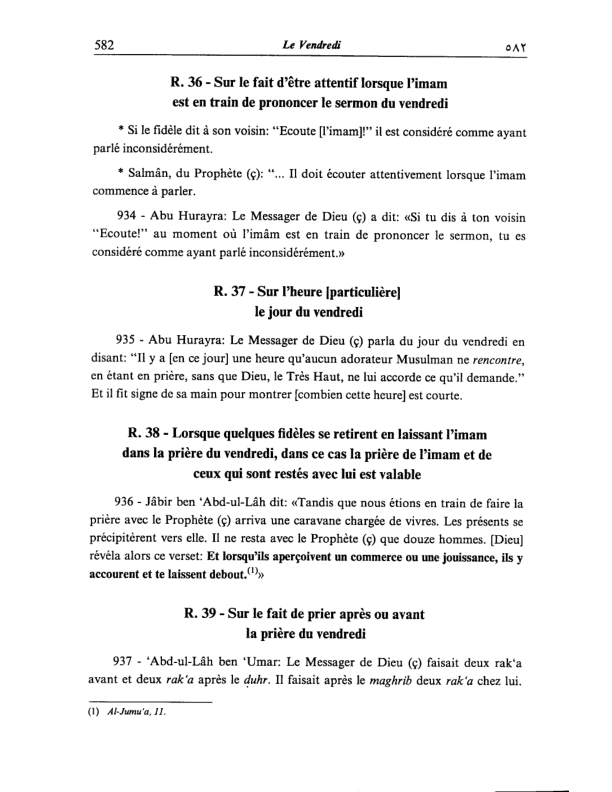 582
Le Vendredi
٥٨٢
R. 36 - Sur le fait d'être attentif lorsque l'imam
est en train de prononcer le sermon du vendredi
* Si le fidèle dit à son voisin: "Ecoute [l'imam]!" il est considéré comme ayant
parlé inconsidérément.
* Salmân, du Prophète (ç): "... Il doit écouter attentivement lorsque l'imam
commence à parler.
934 - Abu Hurayra: Le Messager de Dieu (ç) a dit: «Si tu dis à ton voisin
"Ecoute!" au moment où l'imâm est en train de prononcer le sermon, tu es
considéré comme ayant parlé inconsidérément.»
R. 37 - Sur l'heure [particulière]
le jour du vendredi
935 - Abu Hurayra: Le Messager de Dieu (ç) parla du jour du vendredi en
disant: "Il y a [en ce jour] une heure qu'aucun adorateur Musulman ne rencontre,
en étant en prière, sans que Dieu, le Très Haut, ne lui accorde ce qu'il demande."
Et il fit signe de sa main pour montrer [combien cette heure] est courte.
R. 38 - Lorsque quelques fidèles se retirent en laissant l'imam
dans la prière du vendredi, dans ce cas la prière de l'imam et de
ceux qui sont restés avec lui est valable
936 - Jâbir ben 'Abd-ul-Lâh dit: «Tandis que nous étions en train de faire la
prière avec le Prophète (ç) arriva une caravane chargée de vivres. Les présents se
précipitèrent vers elle. Il ne resta avec le Prophète (ç) que douze hommes. [Dieu]
révéla alors ce verset: Et lorsqu'ils aperçoivent un commerce ou une jouissance, ils y
accourent et te laissent debout.(1)»
R. 39 - Sur le fait de prier après ou avant
la prière du vendredi
937 - 'Abd-ul-Lâh ben 'Umar: Le Messager de Dieu (ç) faisait deux rak'a
avant et deux rak'a après le ḍuhr. Il faisait après le maghrib deux rak'a chez lui.
(1) Al-Jumu'a, 11.